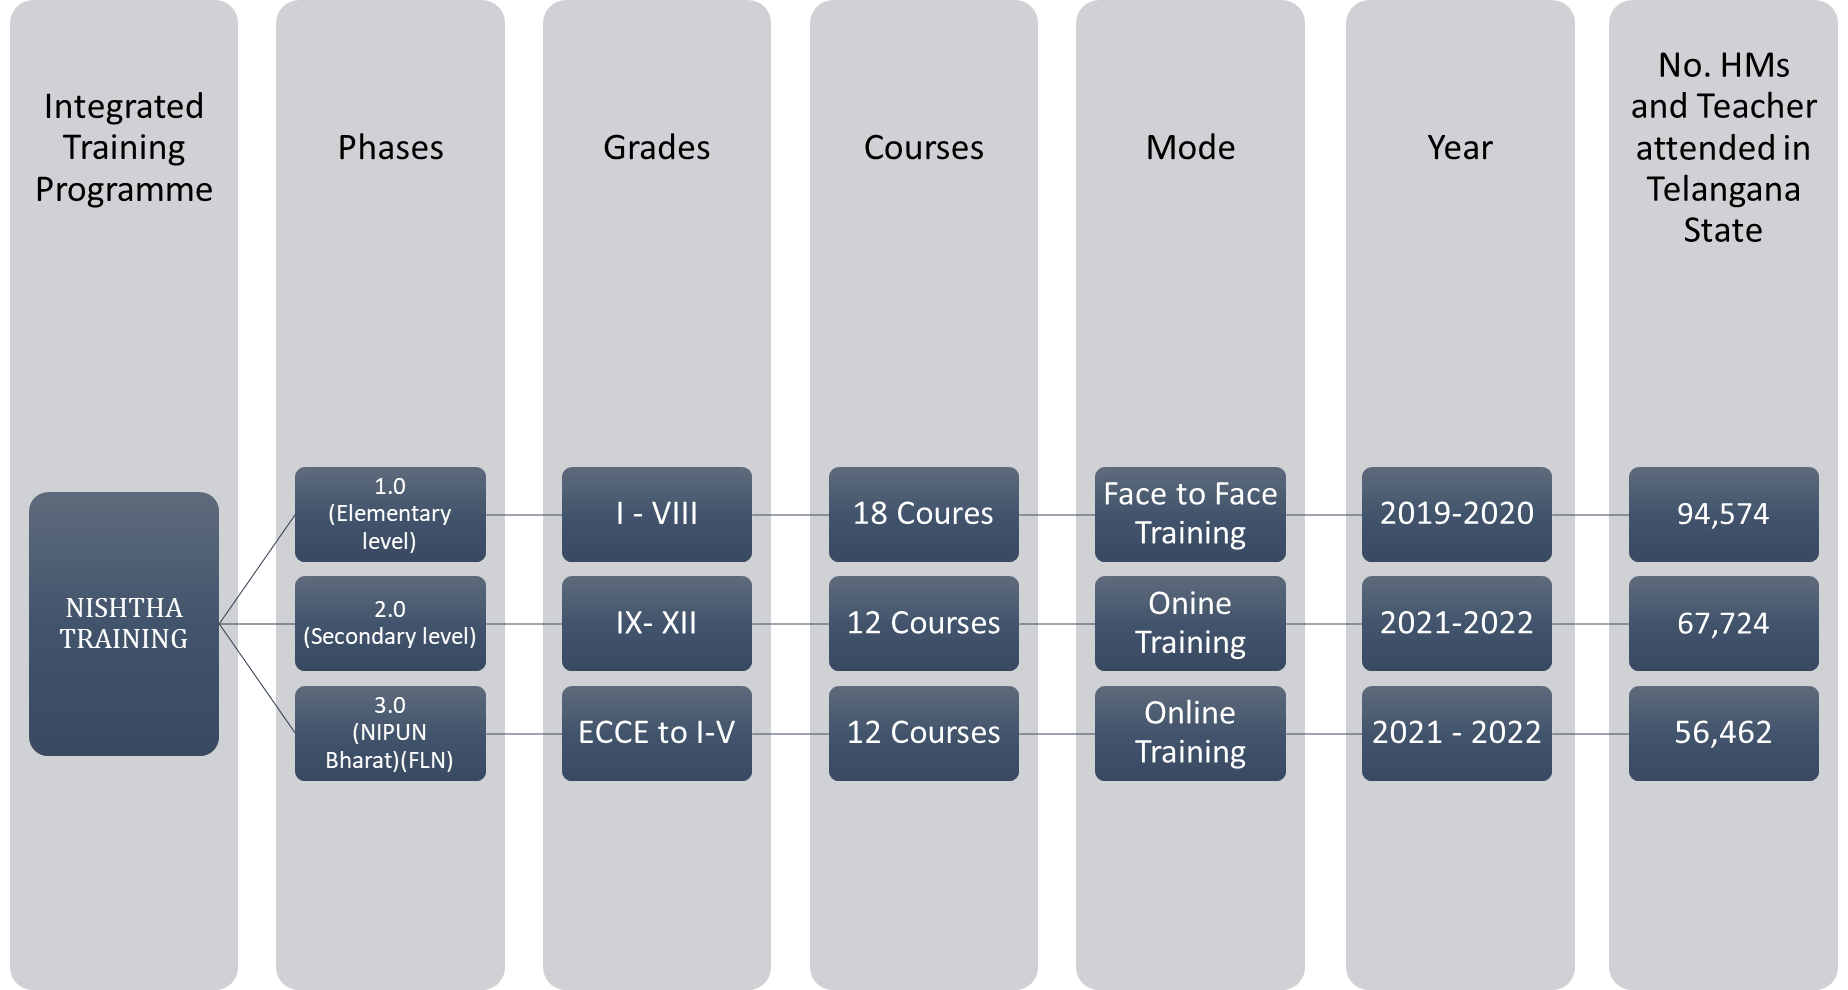 Integrated
Training
Programme
Phases
Grades
Courses
Mode
Year
No. HMs
and Teacher
attended in
Telangana
State
NISHTHA
TRAINING
1.0
(Elementary
level)
I - VIII
18 Coures
Face to Face
Training
2019-2020
94,574
2.0
(Secondary level)
IX- XII
12 Courses
Onine
Training
2021-2022
67,724
3.0
(NIPUN
Bharat)(FLN)
ECCE to I-V
12 Courses
Online
Training
2021 - 2022
56,462